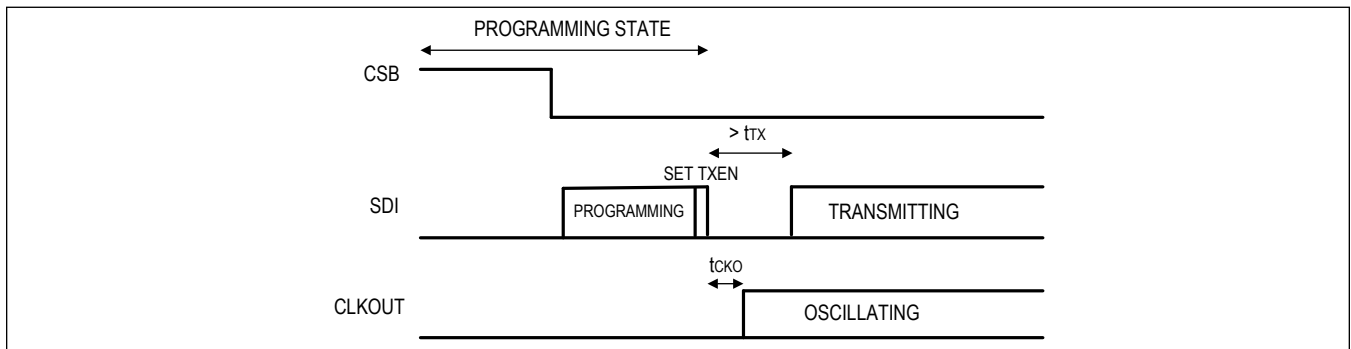 PROGRAMMING STATE
CSB
> tTX
SET TXEN
SDI
PROGRAMMING
TRANSMITTING
tCKO
CLKOUT
OSCILLATING